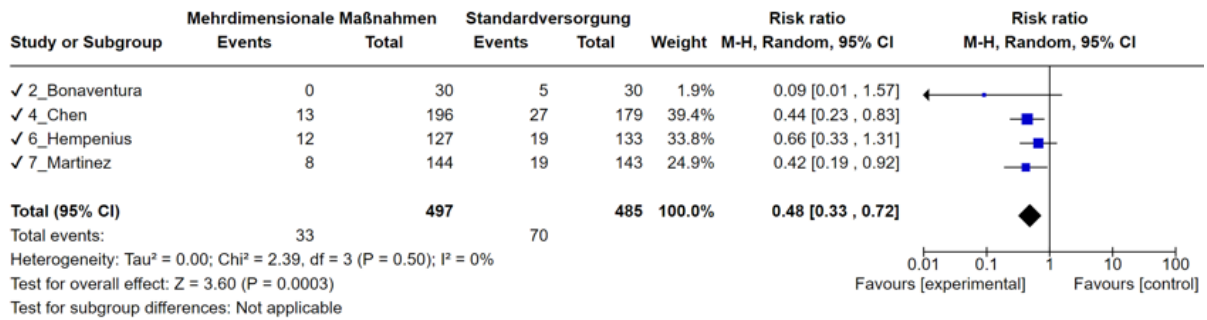 Mehrdimensionale Maßnahmen Standardversorgung Risk ratio Risk ratio
Study or Subgroup Events Total Events Total Weight M-H, Random, 95% CI M-H, Random, 95% CI
✓ 2_Bonaventura 0 30 5 30 1.9% 0.09 [0.01 , 1.57]
✓ 4_Chen 13 196 27 179 39.4% 0.44 [0.23 , 0.83]
✓ 6_Hempenius 12 127 19 133 33.8% 0.66 [0.33 , 1.31]
✓ 7_Martinez 8 144 19 143 24.9% 0.42 [0.19 , 0.92]
Total (95% CI) 497 485 100.0% 0.48 [0.33 , 0.72]
Total events: 33 70
Heterogeneity: Tau² = 0.00; Chi² = 2.39, df = 3 (P = 0.50); I² = 0%
0.01 0.1 1 10 100
Test for overall effect: Z = 3.60 (P = 0.0003) Favours [experimental] Favours [control]
Test for subgroup differences: Not applicable